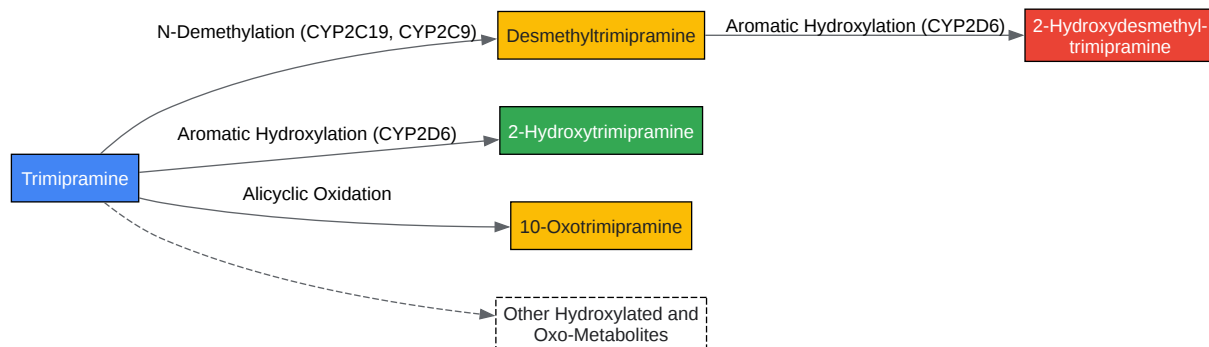 N-Demethylation (CYP2C19, CYP2C9)
Desmethyltrimipramine
Aromatic Hydroxylation (CYP2D6)
2-Hydroxydesmethyl-
trimipramine
Aromatic Hydroxylation (CYP2D6)
2-Hydroxytrimipramine
Trimipramine
Alicyclic Oxidation
10-Oxotrimipramine
Other Hydroxylated and
Oxo-Metabolites